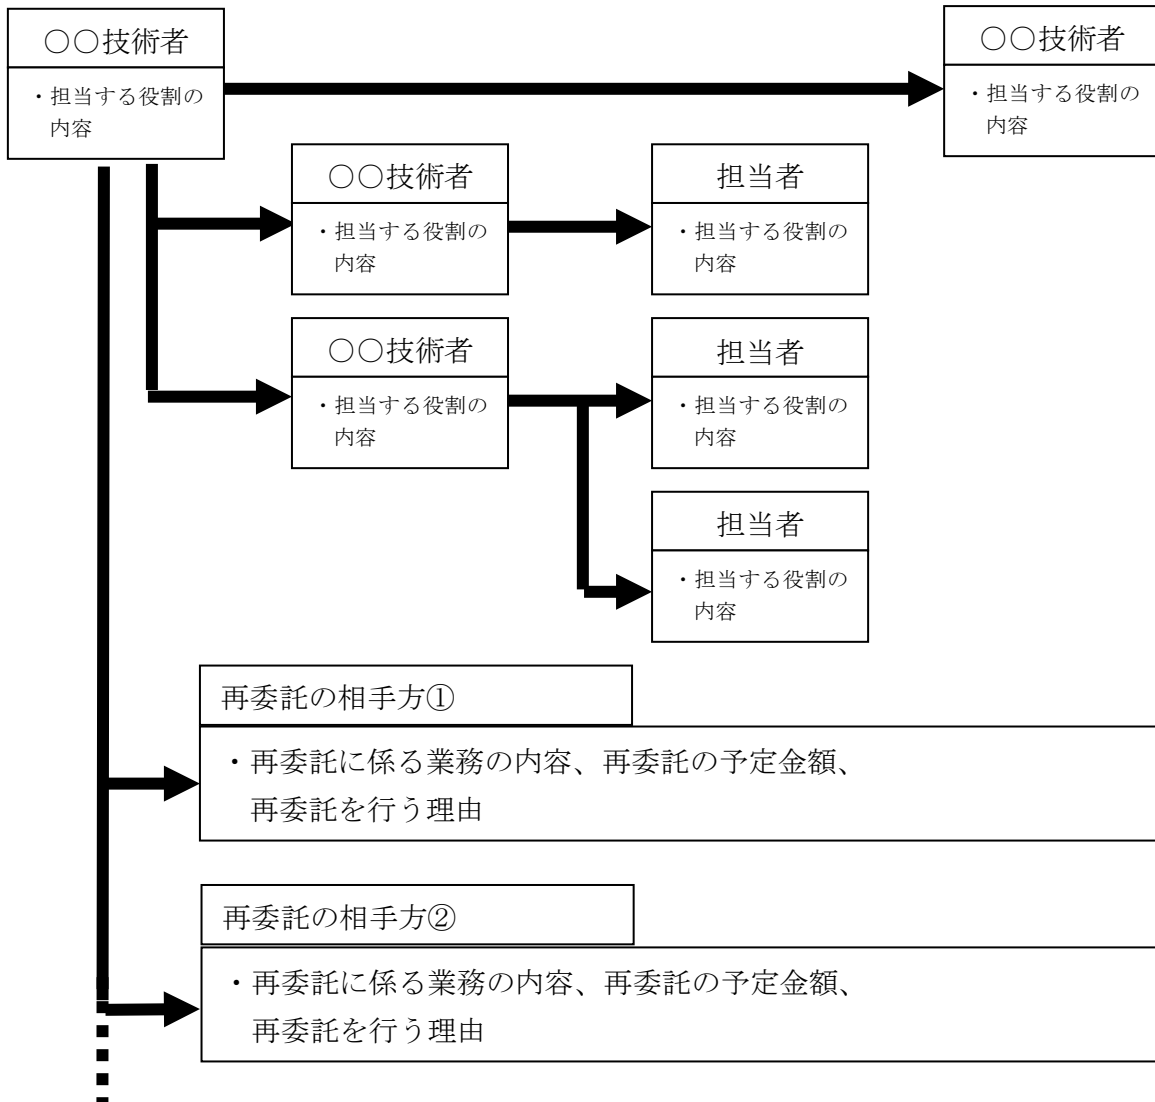 ○○技術者
・担当する役割の
内容
○○技術者
・担当する役割の
内容
○○技術者
・担当する役割の
内容
担当者
・担当する役割の
内容
○○技術者
・担当する役割の
内容
担当者
・担当する役割の
内容
担当者
・担当する役割の
内容
再委託の相手方①
・再委託に係る業務の内容、再委託の予定金額、
再委託を行う理由
再委託の相手方②
・再委託に係る業務の内容、再委託の予定金額、
再委託を行う理由